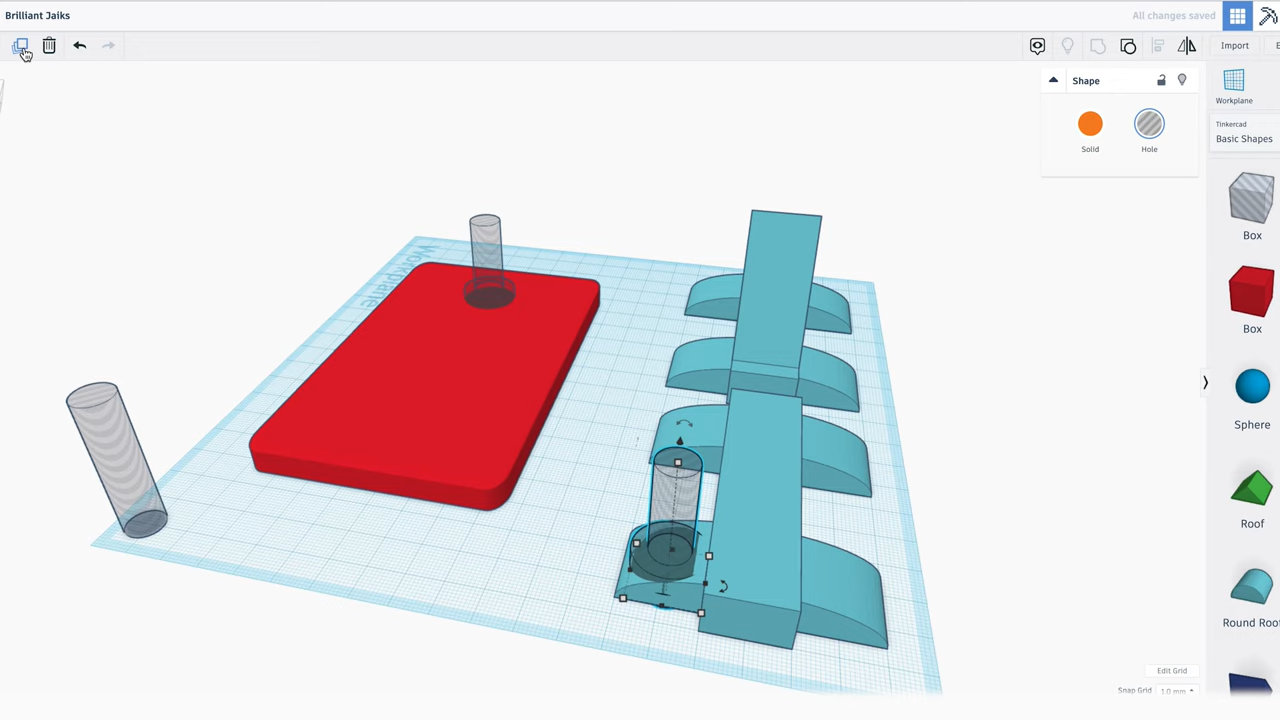 Brilliant Jaiks
All changes saved
Import
E
Shape
Solid
Hole
Workplane
Tinkercad
Basic Shapes
Box
Box
Sphere
Roof
Round Roo
Workplane
Edit Grid
Snap Grid 1.0 mm